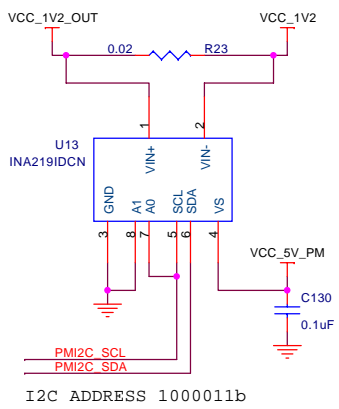 VCC_1V2_OUT VCC_1V2
0.02 R23
1 2
U13
INA219IDCN
VIN+ VIN-
GND A1 A0 SCL SDA VS
3 8 7 5 6 4
VCC_5V_PM
C130
0.1uF
PMI2C_SCL
PMI2C_SDA
I2C ADDRESS 1000011b